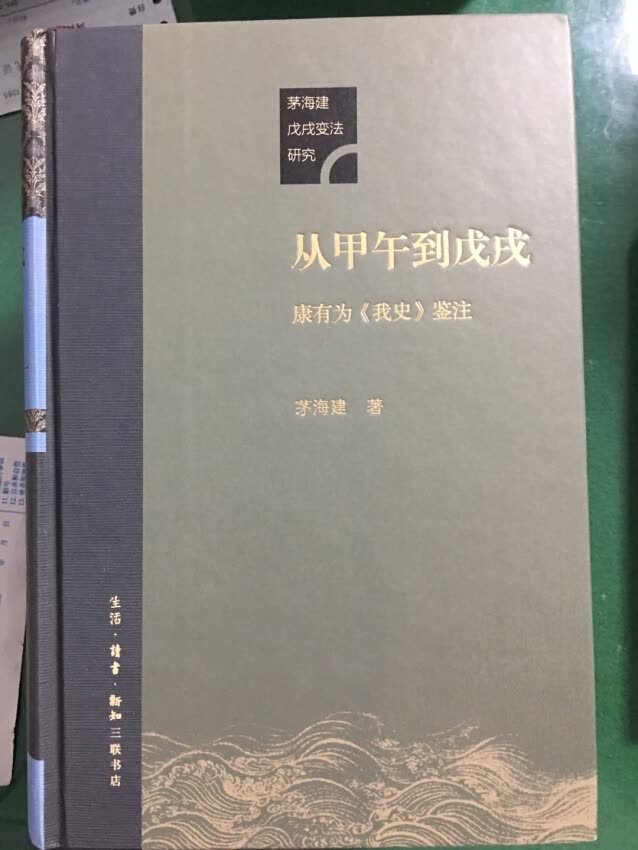 茅海建
戊戌变法
研究
从甲午到戊戌
康有为《我史》鉴注
茅海建 著
生活·讀書·新知三联书店